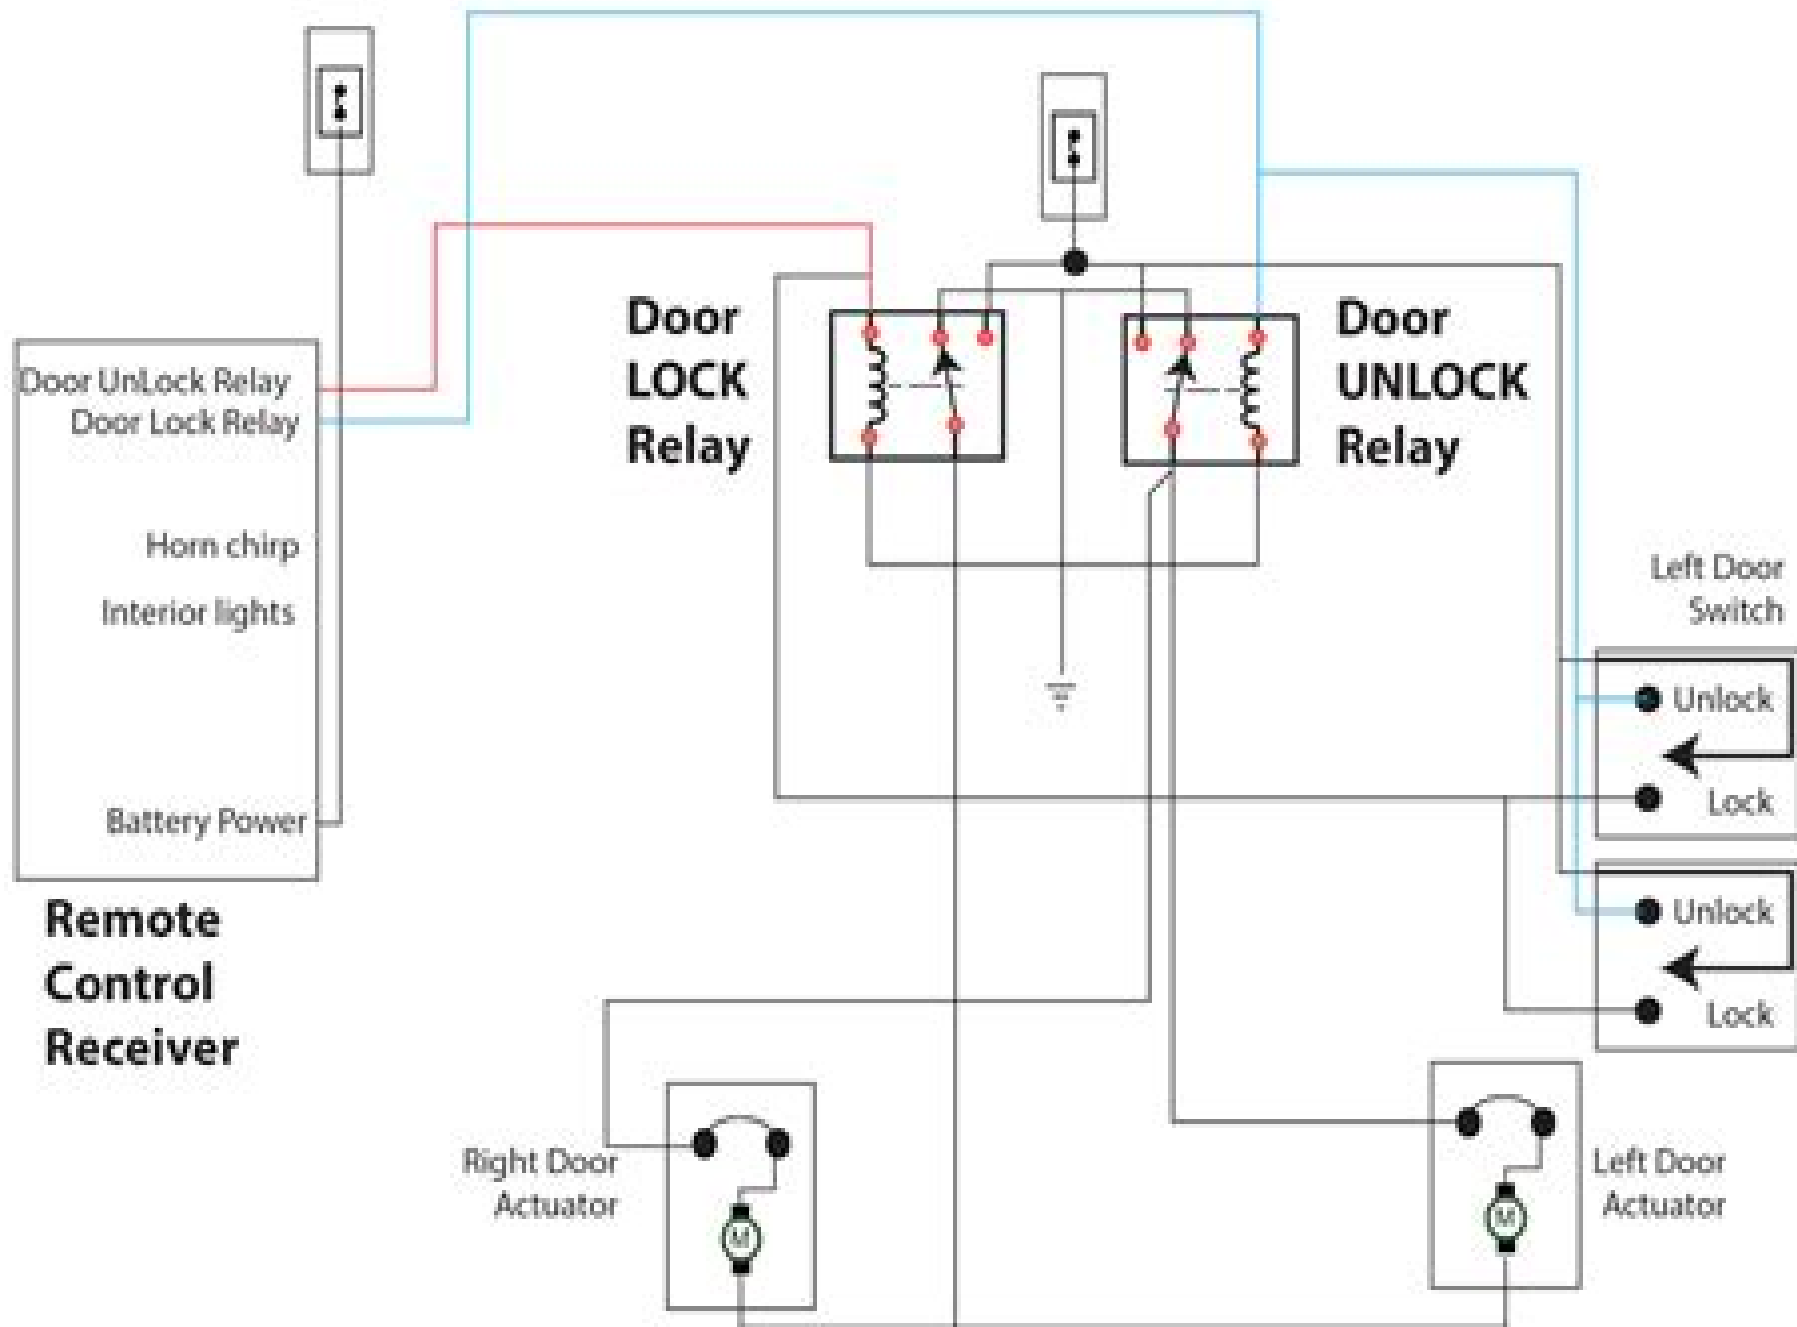 Door
LOCK
Relay
Door
UNLOCK
Relay
Door UnLock Relay
Door Lock Relay
Horn chirp
Interior lights
Battery Power
Remote
Control
Receiver
Left Door
Switch
Unlock
Lock
Unlock
Lock
Right Door
Actuator
M
Left Door
Actuator
M